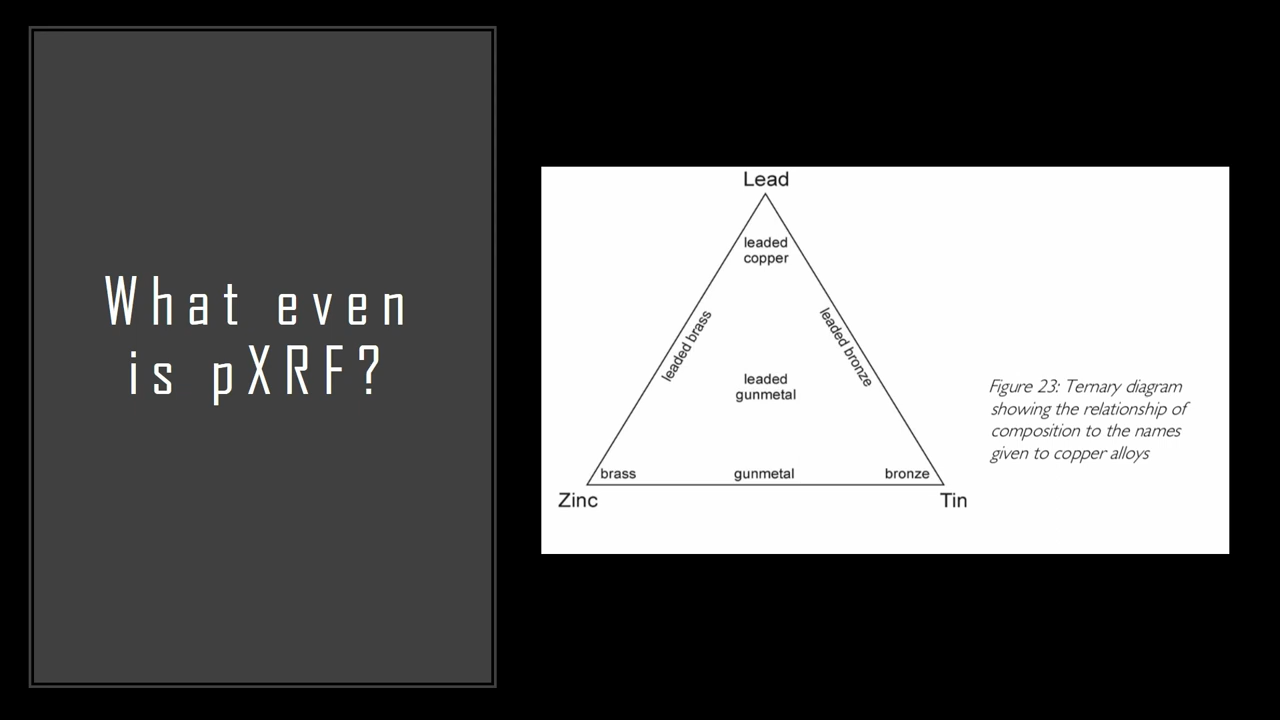 What even
is pXRF?
Lead
leaded
copper
leaded brass
leaded bronze
leaded
gunmetal
brass
gunmetal
bronze
Zinc
Tin
Figure 23: Ternary diagram
showing the relationship of
composition to the names
given to copper alloys